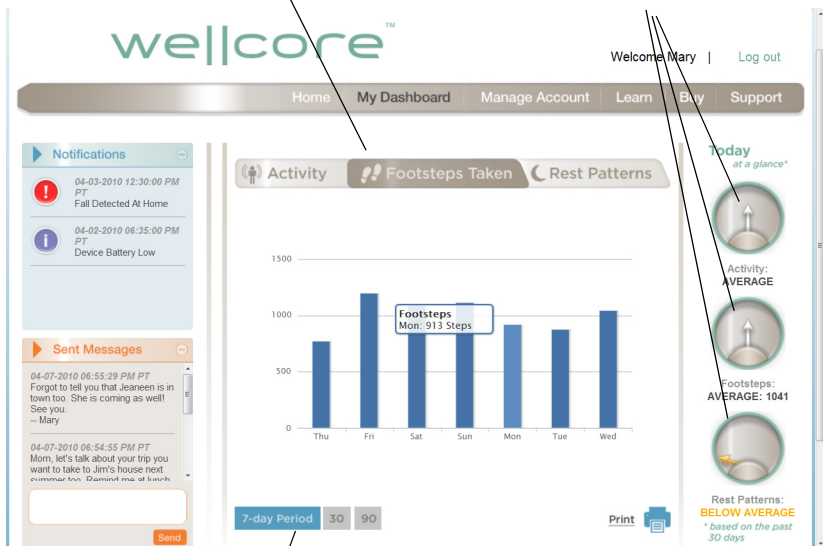 wellcore™
Welcome Mary | Log out
Home My Dashboard Manage Account Learn Buy Support
Notifications
04-03-2010 12:30:00 PM
PT
Fall Detected At Home
04-02-2010 06:35:00 PM
PT
Device Battery Low
Sent Messages
04-07-2010 06:55:29 PM PT
Forgot to tell you that Jeaneen is in
town too. She is coming as well!
See you.
-- Mary
04-07-2010 06:54:55 PM PT
Mom, let's talk about your trip you
want to take to Jim's house next
summer too. Remind me at lunch
Send
Activity Footsteps Taken Rest Patterns
1500
1000
500
0
Footsteps
Mon: 913 Steps
Thu Fri Sat Sun Mon Tue Wed
7-day Period 30 90
Print
Today
at a glance*
Activity:
AVERAGE
Footsteps:
AVERAGE: 1041
Rest Patterns:
BELOW AVERAGE
* based on the past
30 days